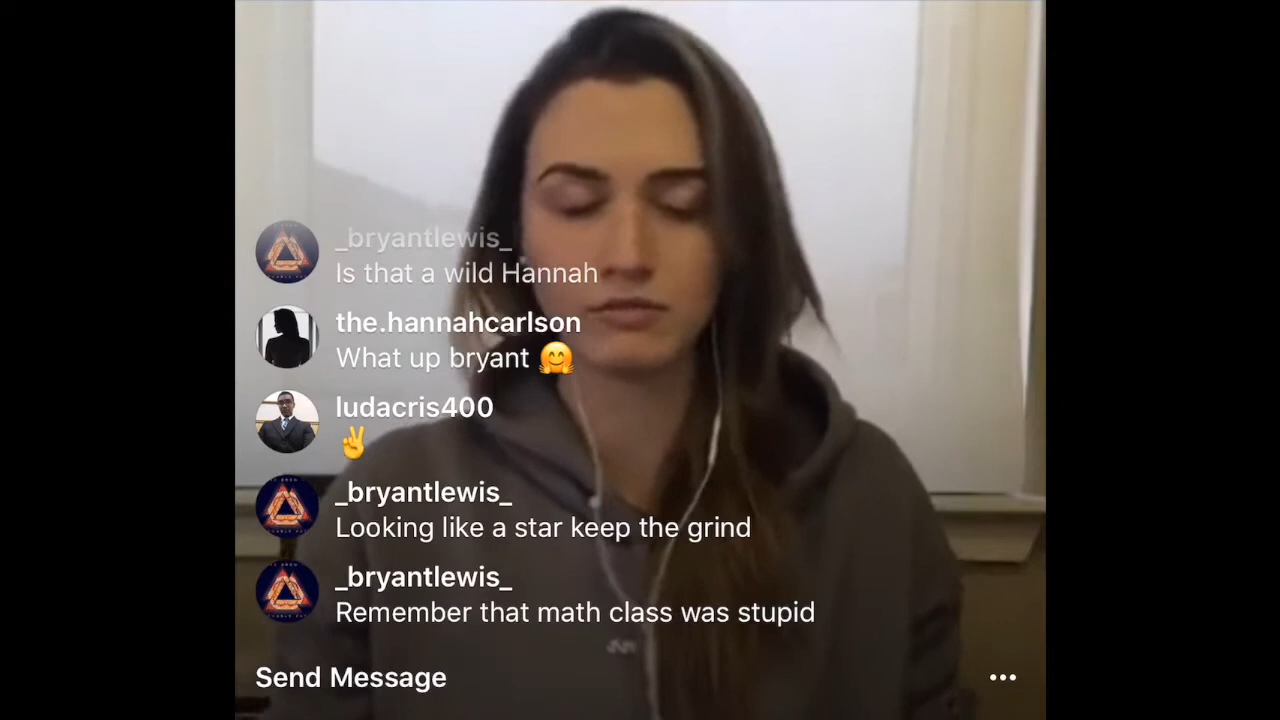 _bryantlewis_
Is that a wild Hannah
the.hannahcarlson
What up bryant 🤗
ludacris400
✌
_bryantlewis_
Looking like a star keep the grind
_bryantlewis_
Remember that math class was stupid
Send Message